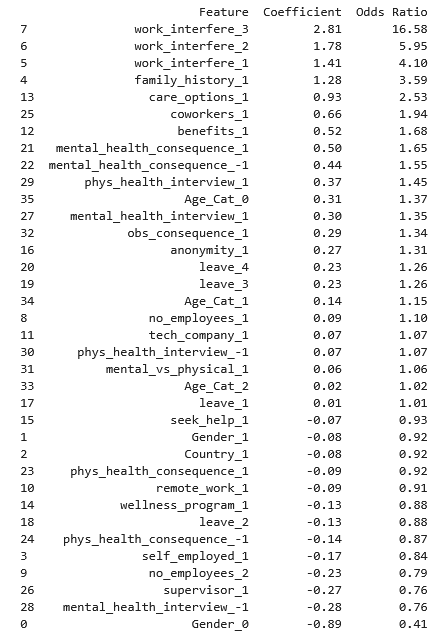 Feature Coefficient Odds Ratio
7 work_interfere_3 2.81 16.58
6 work_interfere_2 1.78 5.95
5 work_interfere_1 1.41 4.10
4 family_history_1 1.28 3.59
13 care_options_1 0.93 2.53
25 coworkers_1 0.66 1.94
12 benefits_1 0.52 1.68
21 mental_health_consequence_1 0.50 1.65
22 mental_health_consequence_-1 0.44 1.55
29 phys_health_interview_1 0.37 1.45
35 Age_Cat_0 0.31 1.37
27 mental_health_interview_1 0.30 1.35
32 obs_consequence_1 0.29 1.34
16 anonymity_1 0.27 1.31
20 leave_4 0.23 1.26
19 leave_3 0.23 1.26
34 Age_Cat_1 0.14 1.15
8 no_employees_1 0.09 1.10
11 tech_company_1 0.07 1.07
30 phys_health_interview_-1 0.07 1.07
31 mental_vs_physical_1 0.06 1.06
33 Age_Cat_2 0.02 1.02
17 leave_1 0.01 1.01
15 seek_help_1 -0.07 0.93
1 Gender_1 -0.08 0.92
2 Country_1 -0.08 0.92
23 phys_health_consequence_1 -0.09 0.92
10 remote_work_1 -0.09 0.91
14 wellness_program_1 -0.13 0.88
18 leave_2 -0.13 0.88
24 phys_health_consequence_-1 -0.14 0.87
3 self_employed_1 -0.17 0.84
9 no_employees_2 -0.23 0.79
26 supervisor_1 -0.27 0.76
28 mental_health_interview_-1 -0.28 0.76
0 Gender_0 -0.89 0.41